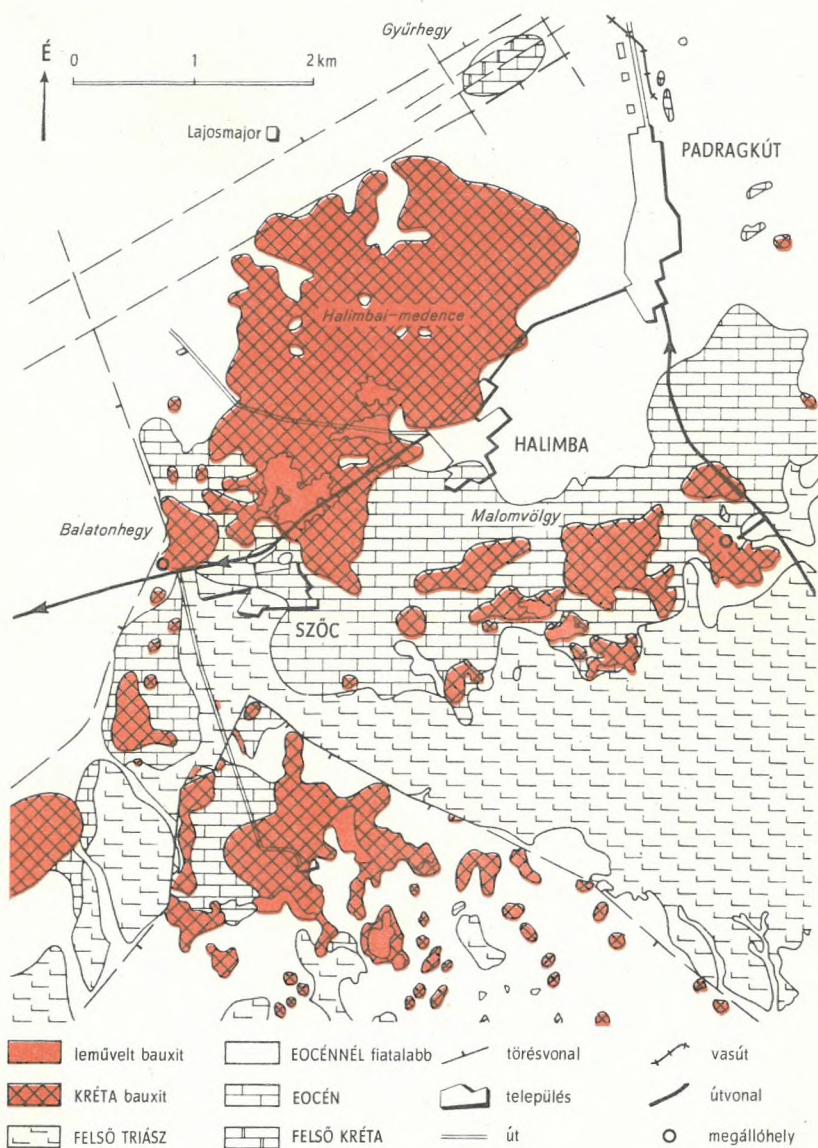 Gyűrhegy
É
0 1 2 km
Lajosmajor
PADRAGKÚT
Halimbai-medence
HALIMBA
Balatonhegy
Malomvölgy
SZŐC
leművelt bauxit
EOCÉNNÉL fiatalabb
törésvonal
vasút
KRÉTA bauxit
EOCÉN
település
útvonal
FELSŐ TRIÁSZ
FELSŐ KRÉTA
út
megállóhely